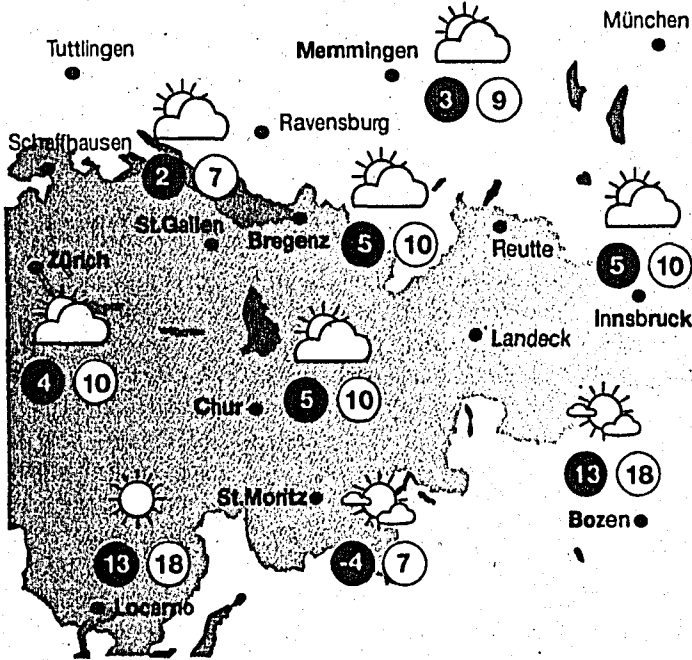 München
Tuttlingen
Memmingen
3 9
Ravensburg
Schaffhausen
2 7
St.Gallen
Bregenz
5 10
Reutte
Zürich
5 10
Innsbruck
Landeck
4 10
Chur
5 10
13 18
St.Moritz
Bozen
13 18
-4 7
Locarno